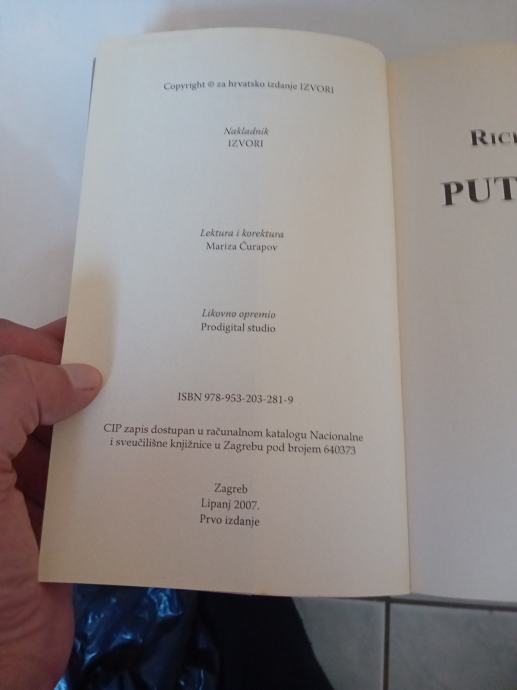 Copyright © za hrvatsko izdanje IZVORI
Nakladnik
IZVORI
Lektura i korektura
Mariza Ćurapov
Likovno opremio
Prodigital studio
ISBN 978-953-203-281-9
CIP zapis dostupan u računalnom katalogu Nacionalne
i sveučilišne knjižnice u Zagrebu pod brojem 640373
Zagreb
Lipanj 2007.
Prvo izdanje
RIC
PUT